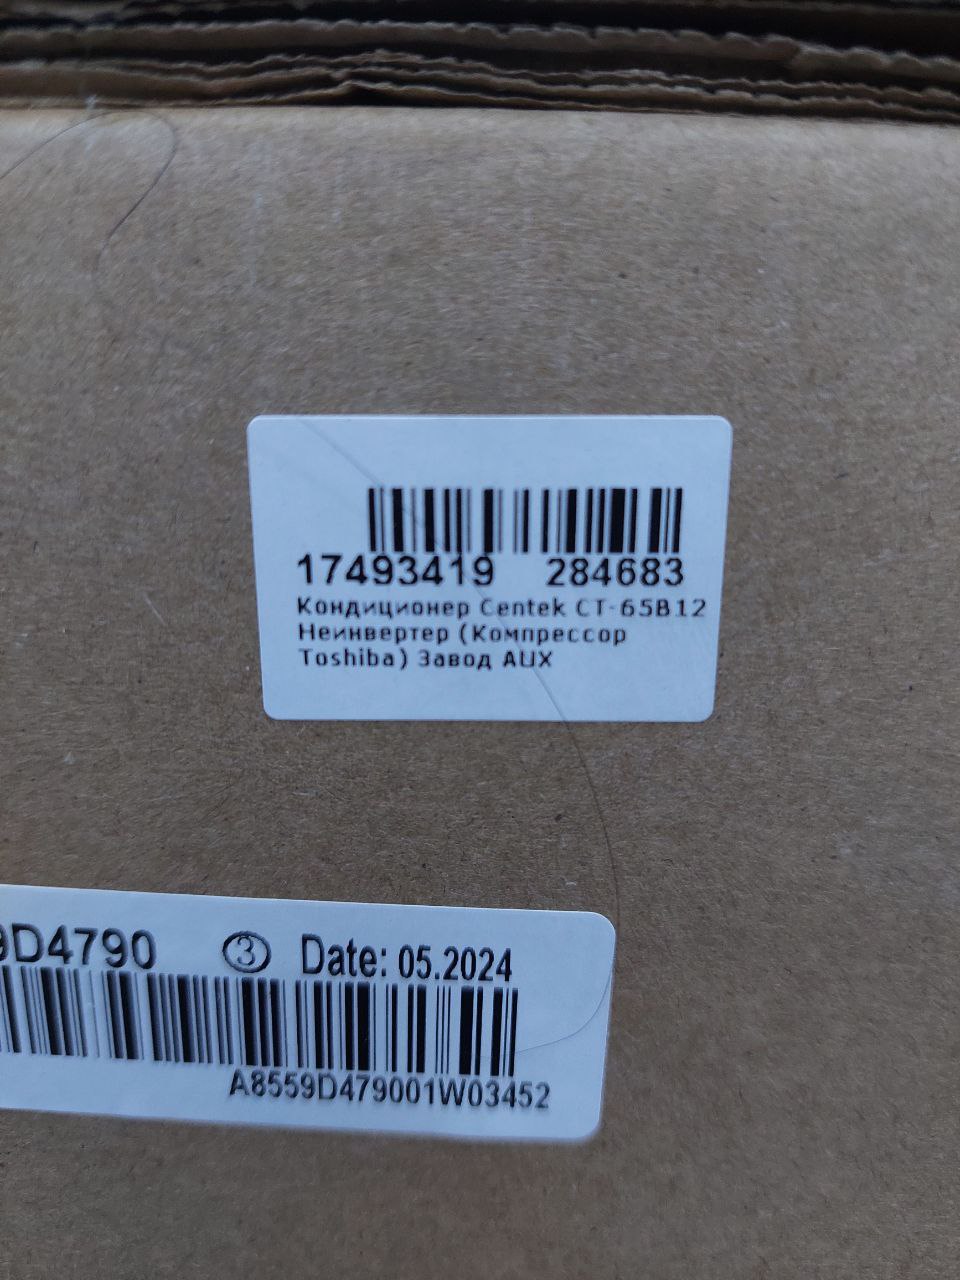 17493419 284683
Кондиционер Centek CT-65B12
Неинвертер (Компрессор
Toshiba) Завод AUX
9D4790 ③ Date: 05.2024
A8559D479001W03452